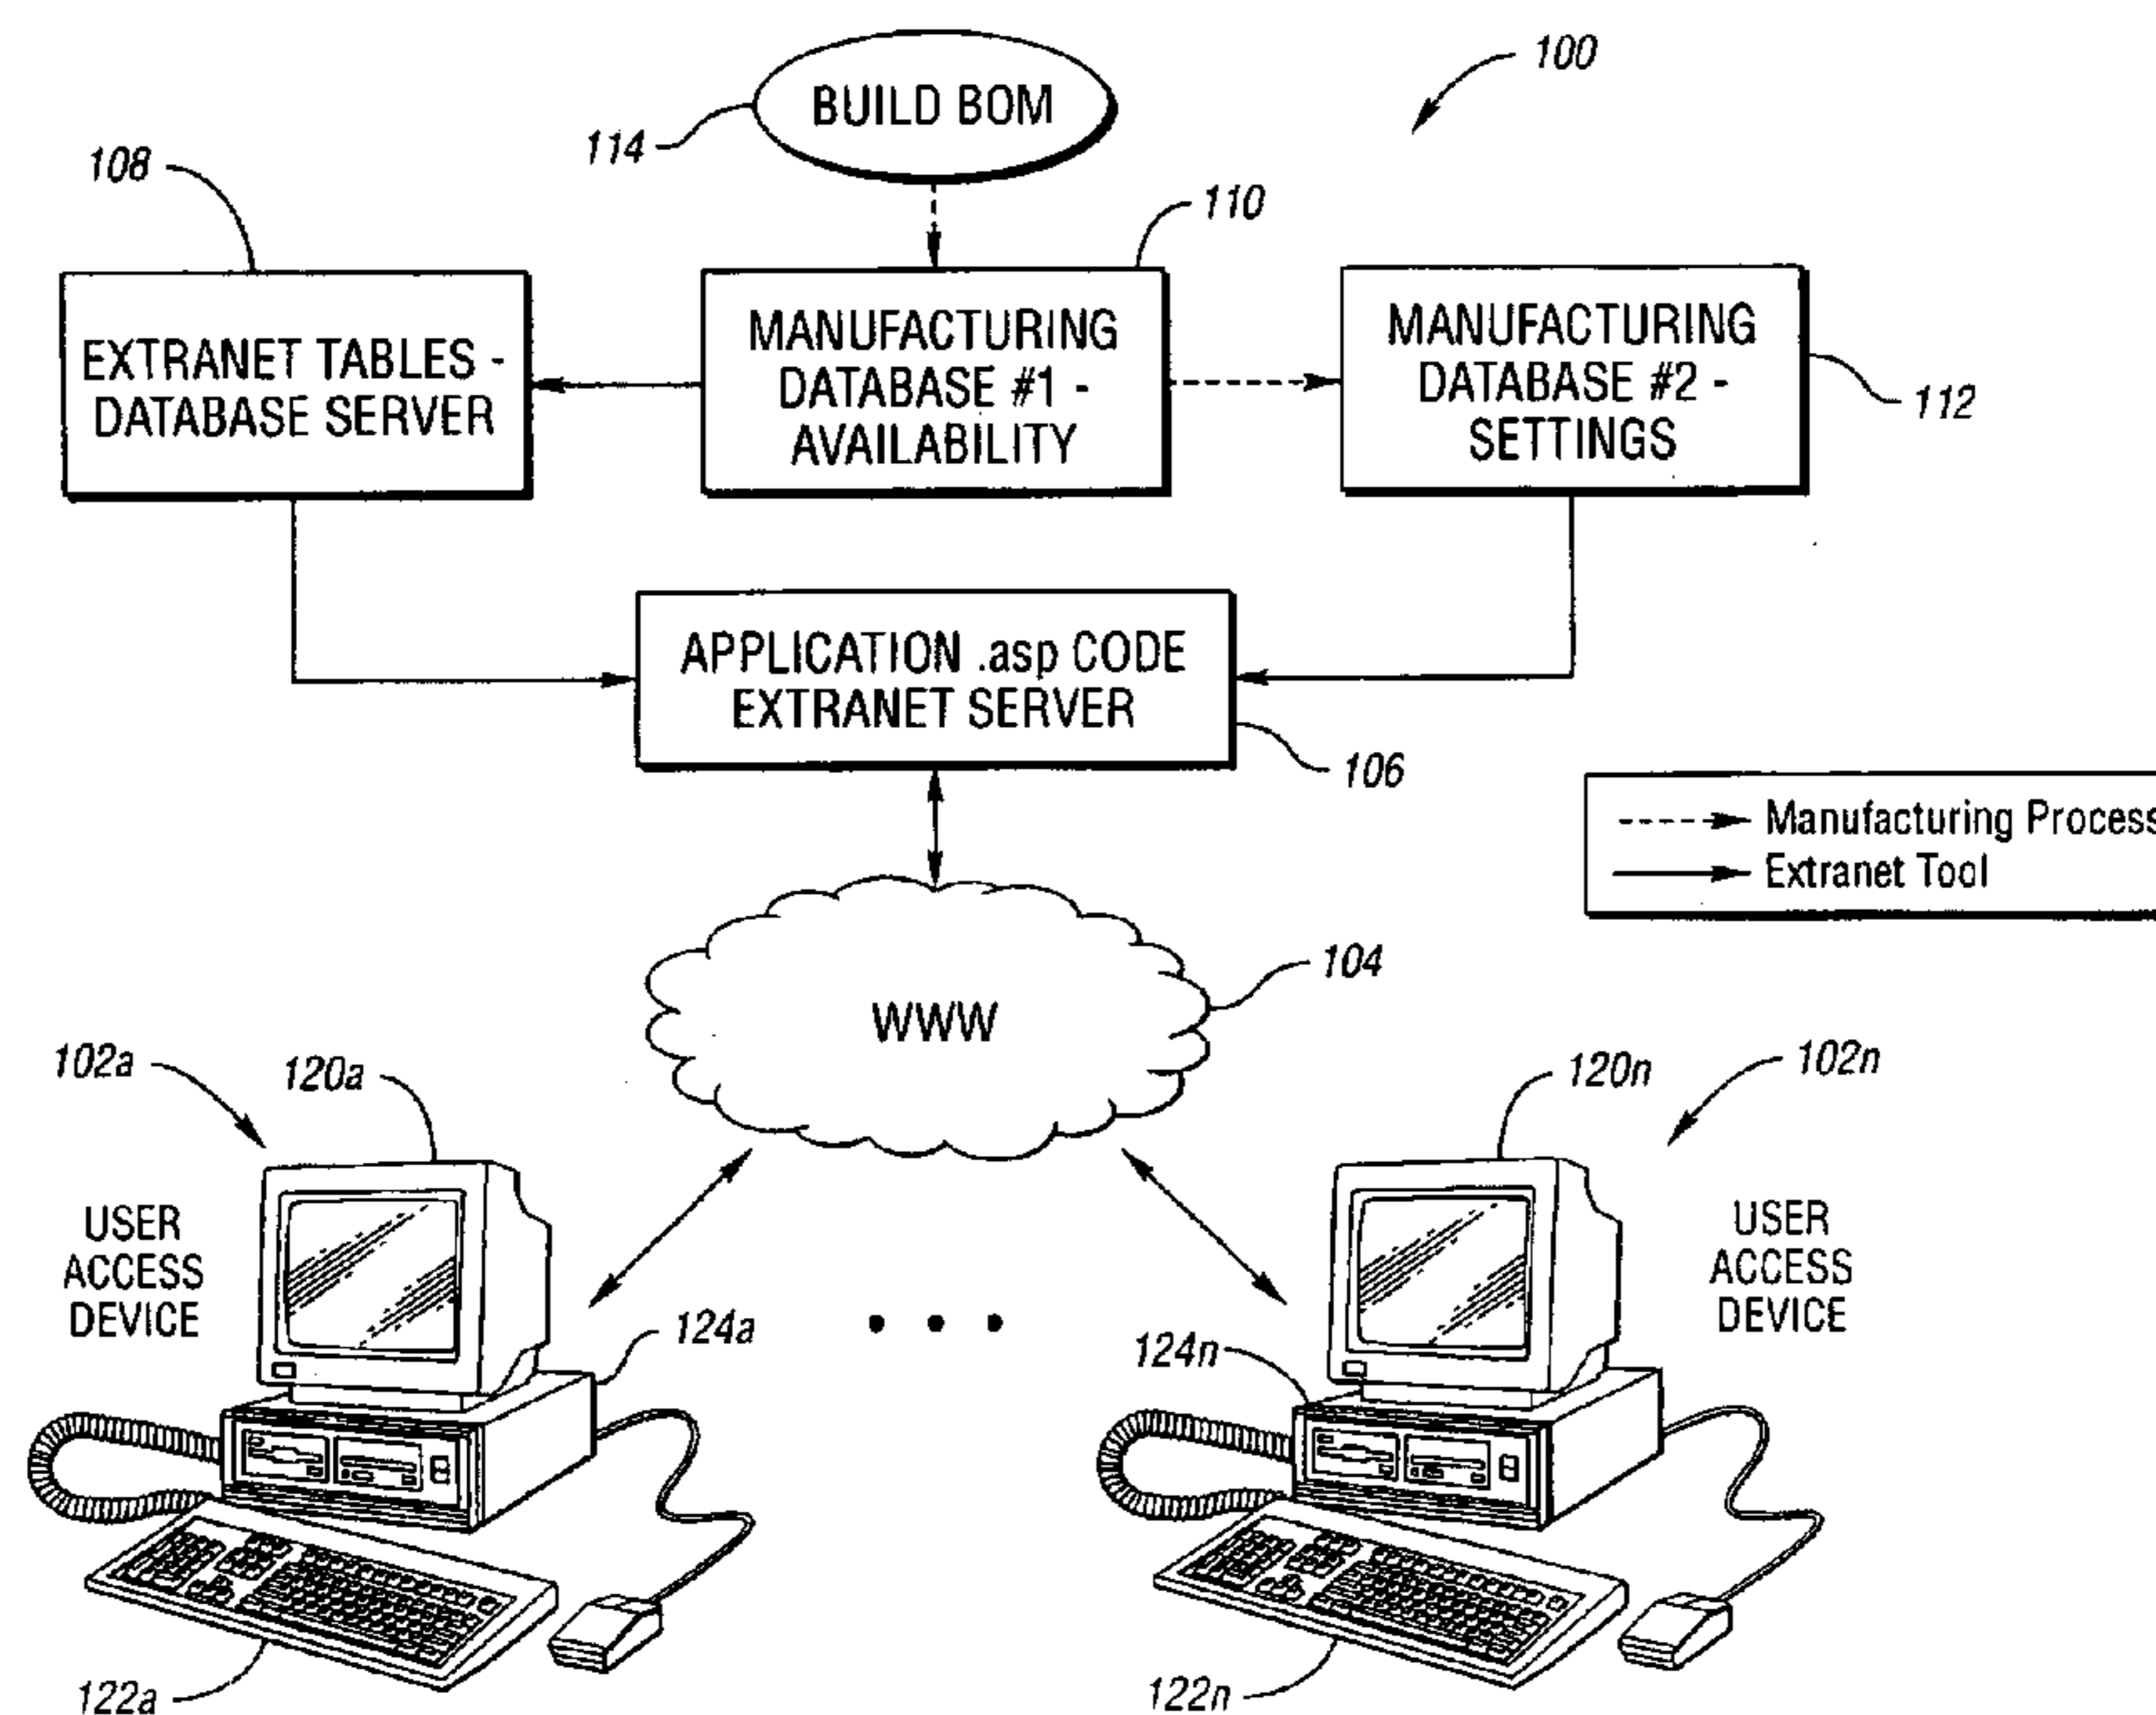 100
BUILD BOM
114
108
110
EXTRANET TABLES -
DATABASE SERVER
MANUFACTURING
DATABASE #1 -
AVAILABILITY
MANUFACTURING
DATABASE #2 -
SETTINGS
112
APPLICATION .asp CODE
EXTRANET SERVER
106
Manufacturing Process
Extranet Tool
104
WWW
102a
120a
120n
102n
USER
ACCESS
DEVICE
USER
ACCESS
DEVICE
124a
124n
122a
122n